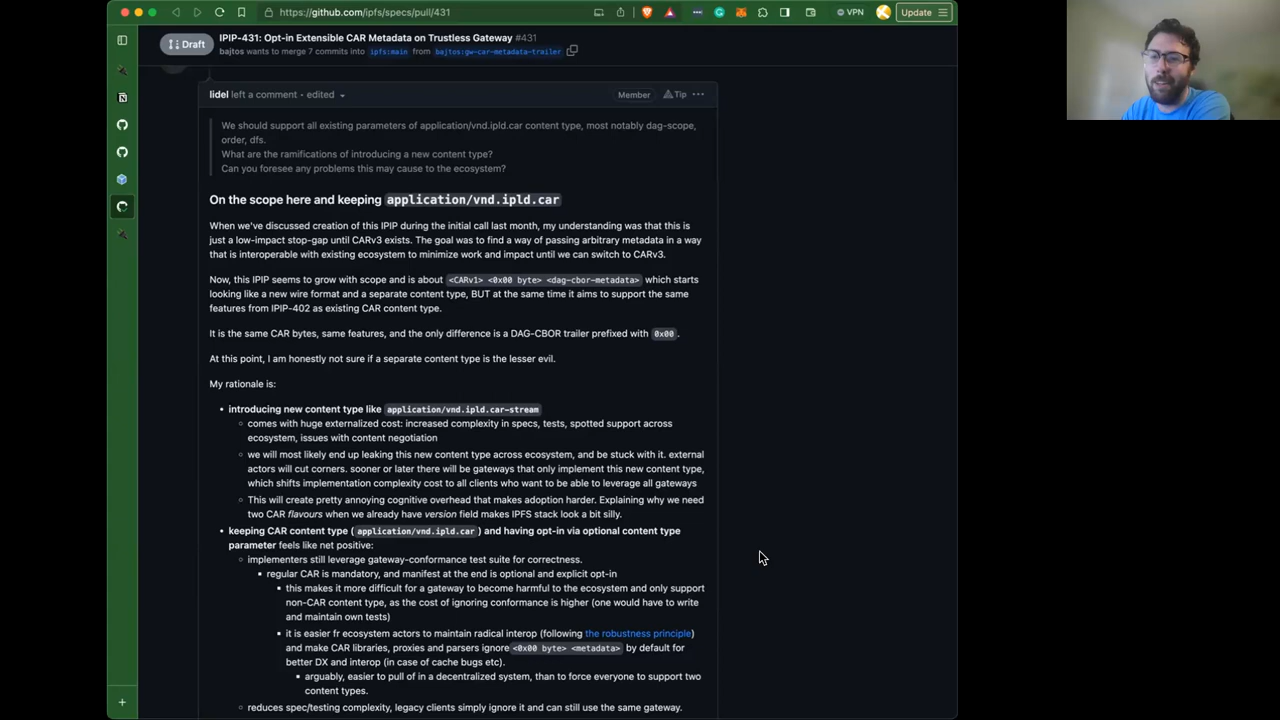 https://github.com/ipfs/specs/pull/431
VPN
Update
Draft
IPIP-431: Opt-in Extensible CAR Metadata on Trustless Gateway #431
bajtos wants to merge 7 commits into ipfs:main from bajtos:gw-car-metadata-trailer
lidel left a comment • edited
Member
Tip
We should support all existing parameters of application/vnd.ipld.car content type, most notably dag-scope,
order, dfs.
What are the ramifications of introducing a new content type?
Can you foresee any problems this may cause to the ecosystem?
On the scope here and keeping application/vnd.ipld.car
When we've discussed creation of this IPIP during the initial call last month, my understanding was that this is
just a low-impact stop-gap until CARv3 exists. The goal was to find a way of passing arbitrary metadata in a way
that is interoperable with existing ecosystem to minimize work and impact until we can switch to CARv3.
Now, this IPIP seems to grow with scope and is about <CARv1> <0x00 byte> <dag-cbor-metadata> which starts
looking like a new wire format and a separate content type, BUT at the same time it aims to support the same
features from IPIP-402 as existing CAR content type.
It is the same CAR bytes, same features, and the only difference is a DAG-CBOR trailer prefixed with 0x00.
At this point, I am honestly not sure if a separate content type is the lesser evil.
My rationale is:
• introducing new content type like application/vnd.ipld.car-stream
comes with huge externalized cost: increased complexity in specs, tests, spotted support across
ecosystem, issues with content negotiation
we will most likely end up leaking this new content type across ecosystem, and be stuck with it. external
actors will cut corners. sooner or later there will be gateways that only implement this new content type,
which shifts implementation complexity cost to all clients who want to be able to leverage all gateways
This will create pretty annoying cognitive overhead that makes adoption harder. Explaining why we need
two CAR flavours when we already have version field makes IPFS stack look a bit silly.
• keeping CAR content type (application/vnd.ipld.car) and having opt-in via optional content type
parameter feels like net positive:
implementers still leverage gateway-conformance test suite for correctness.
regular CAR is mandatory, and manifest at the end is optional and explicit opt-in
this makes it more difficult for a gateway to become harmful to the ecosystem and only support
non-CAR content type, as the cost of ignoring conformance is higher (one would have to write
and maintain own tests)
it is easier fr ecosystem actors to maintain radical interop (following the robustness principle)
and make CAR libraries, proxies and parsers ignore <0x00 byte> <metadata> by default for
better DX and interop (in case of cache bugs etc).
arguably, easier to pull of in a decentralized system, than to force everyone to support two
content types.
reduces spec/testing complexity, legacy clients simply ignore it and can still use the same gateway.